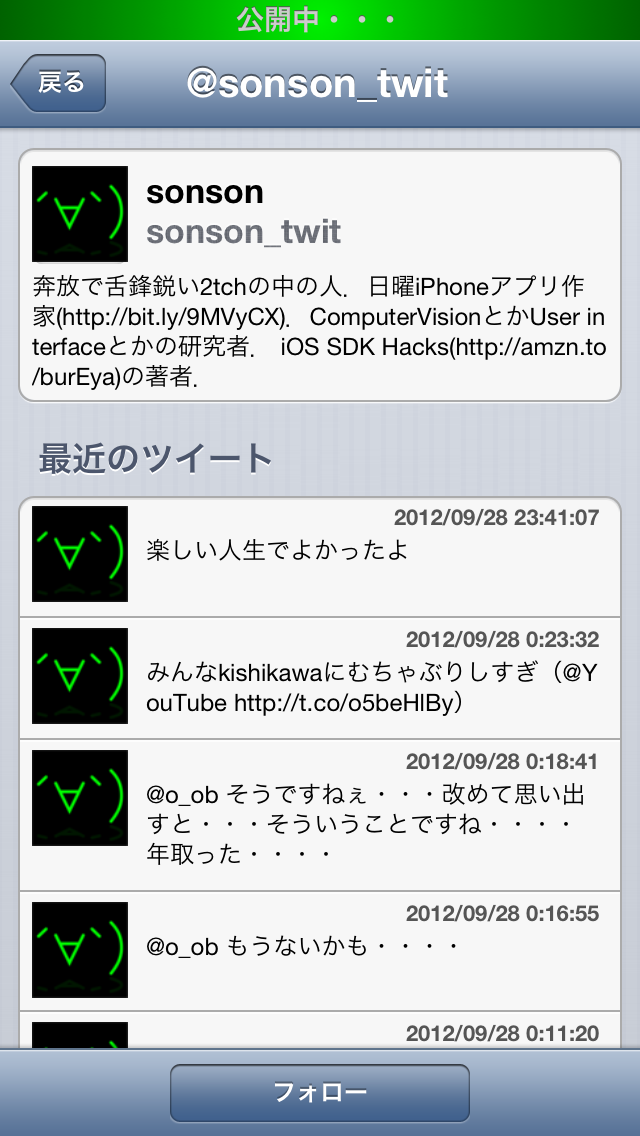 公開中・・・
戻る
@sonson_twit
sonson
sonson_twit
奔放で舌鋒鋭い2tchの中の人．日曜iPhoneアプリ作
家(http://bit.ly/9MVyCX)．ComputerVisionとかUser in
terfaceとかの研究者． iOS SDK Hacks(http://amzn.to
/burEya)の著者．
最近のツイート
2012/09/28 23:41:07
楽しい人生でよかったよ
2012/09/28 0:23:32
みんなkishikawaにむちゃぶりしすぎ（@Y
ouTube http://t.co/o5beHlBy）
2012/09/28 0:18:41
@o_ob そうですねぇ・・・改めて思い出
すと・・・そういうことですね・・・・
年取った・・・・
2012/09/28 0:16:55
@o_ob もうないかも・・・・
2012/09/28 0:11:20
フォロー